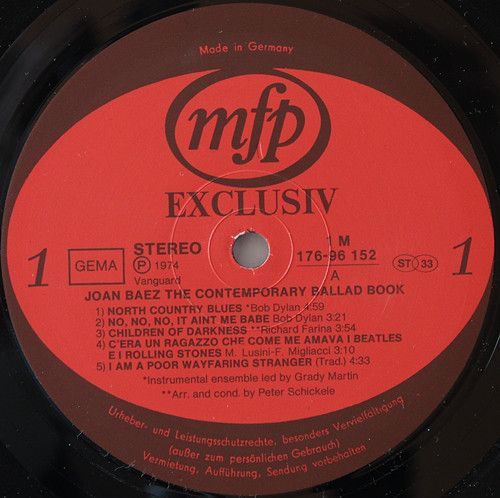 Made in Germany
mfp
EXCLUSIV
1 GEMA STEREO 1 M 1
℗ 1974 176-96 152 ST 33
Vanguard A
JOAN BAEZ THE CONTEMPORARY BALLAD BOOK
1) NORTH COUNTRY BLUES *Bob Dylan 4:59
2) NO, NO, NO, IT AINT ME BABE Bob Dylan 3:21
3) CHILDREN OF DARKNESS **Richard Farina 3:54
4) C'ERA UN RAGAZZO CHE COME ME AMAVA I BEATLES
E I ROLLING STONES M. Lusini-F. Migliacci 3:10
5) I AM A POOR WAYFARING STRANGER (Trad.) 4:33
*Instrumental ensemble led by Grady Martin
**Arr. and cond. by Peter Schickele
Urheber- und Leistungsschutzrechte, besonders Vervielfältigung
(außer zum persönlichen Gebrauch)
Vermietung, Aufführung, Sendung vorbehalten